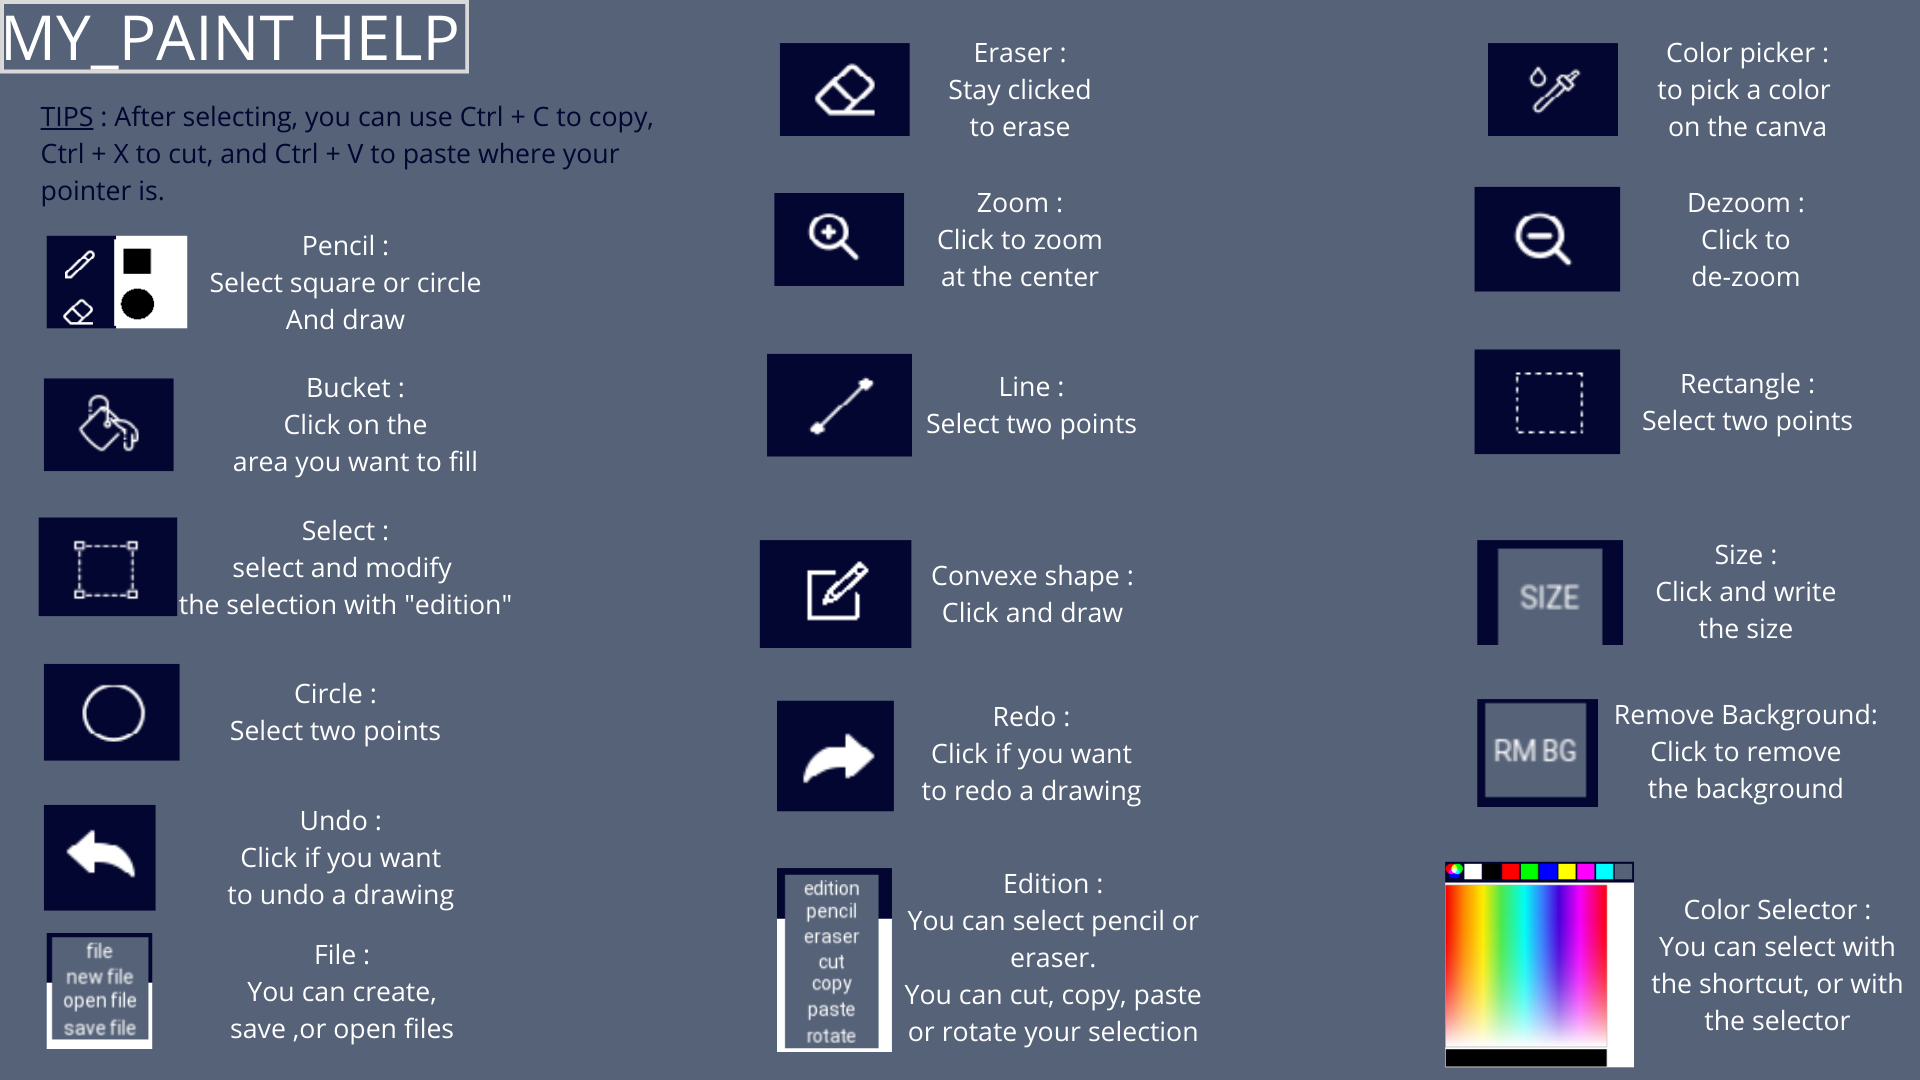 MY_PAINT HELP
TIPS : After selecting, you can use Ctrl + C to copy,
Ctrl + X to cut, and Ctrl + V to paste where your
pointer is.
Pencil :
Select square or circle
And draw
Bucket :
Click on the
area you want to fill
Select :
select and modify
the selection with "edition"
Circle :
Select two points
Undo :
Click if you want
to undo a drawing
file
new file
open file
save file
File :
You can create,
save ,or open files
Eraser :
Stay clicked
to erase
Zoom :
Click to zoom
at the center
Line :
Select two points
Convexe shape :
Click and draw
Redo :
Click if you want
to redo a drawing
edition
pencil
eraser
cut
copy
paste
rotate
Edition :
You can select pencil or
eraser.
You can cut, copy, paste
or rotate your selection
Color picker :
to pick a color
on the canva
Dezoom :
Click to
de-zoom
Rectangle :
Select two points
SIZE
Size :
Click and write
the size
RM BG
Remove Background:
Click to remove
the background
Color Selector :
You can select with
the shortcut, or with
the selector